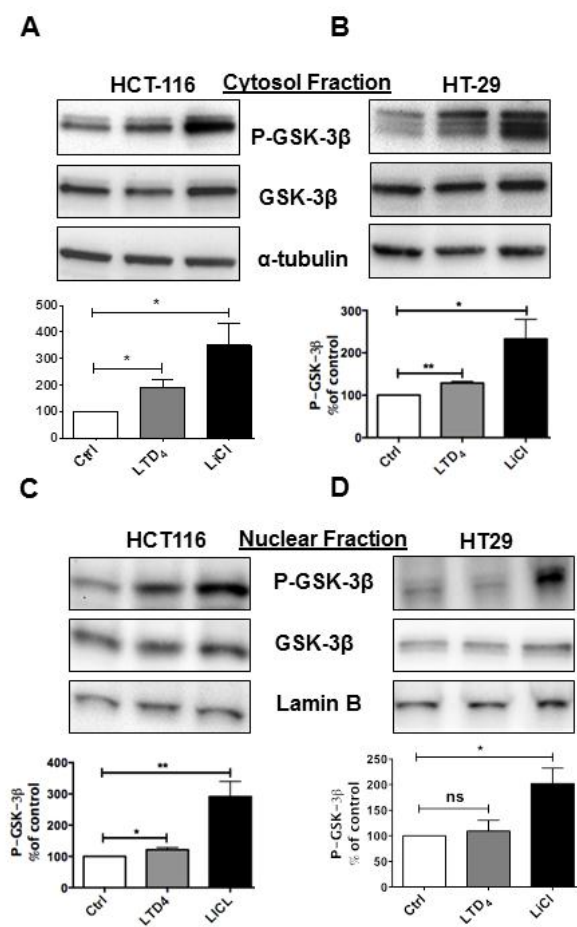 A
B
HCT-116 Cytosol Fraction HT-29
P-GSK-3β
GSK-3β
α-tubulin
500
400
300
200
100
0
*
*
Ctrl LTD4 LiCl
P-GSK-3β
%of control
300
200
100
0
*
**
Ctrl LTD4 LiCl
C
D
HCT116 Nuclear Fraction HT29
P-GSK-3β
GSK-3β
Lamin B
P-GSK-3β
%of control
400
300
200
100
0
**
*
Ctrl LTD4 LiCL
P-GSK-3β
% of control
250
200
150
100
50
0
*
ns
Ctrl LTD4 LiCl